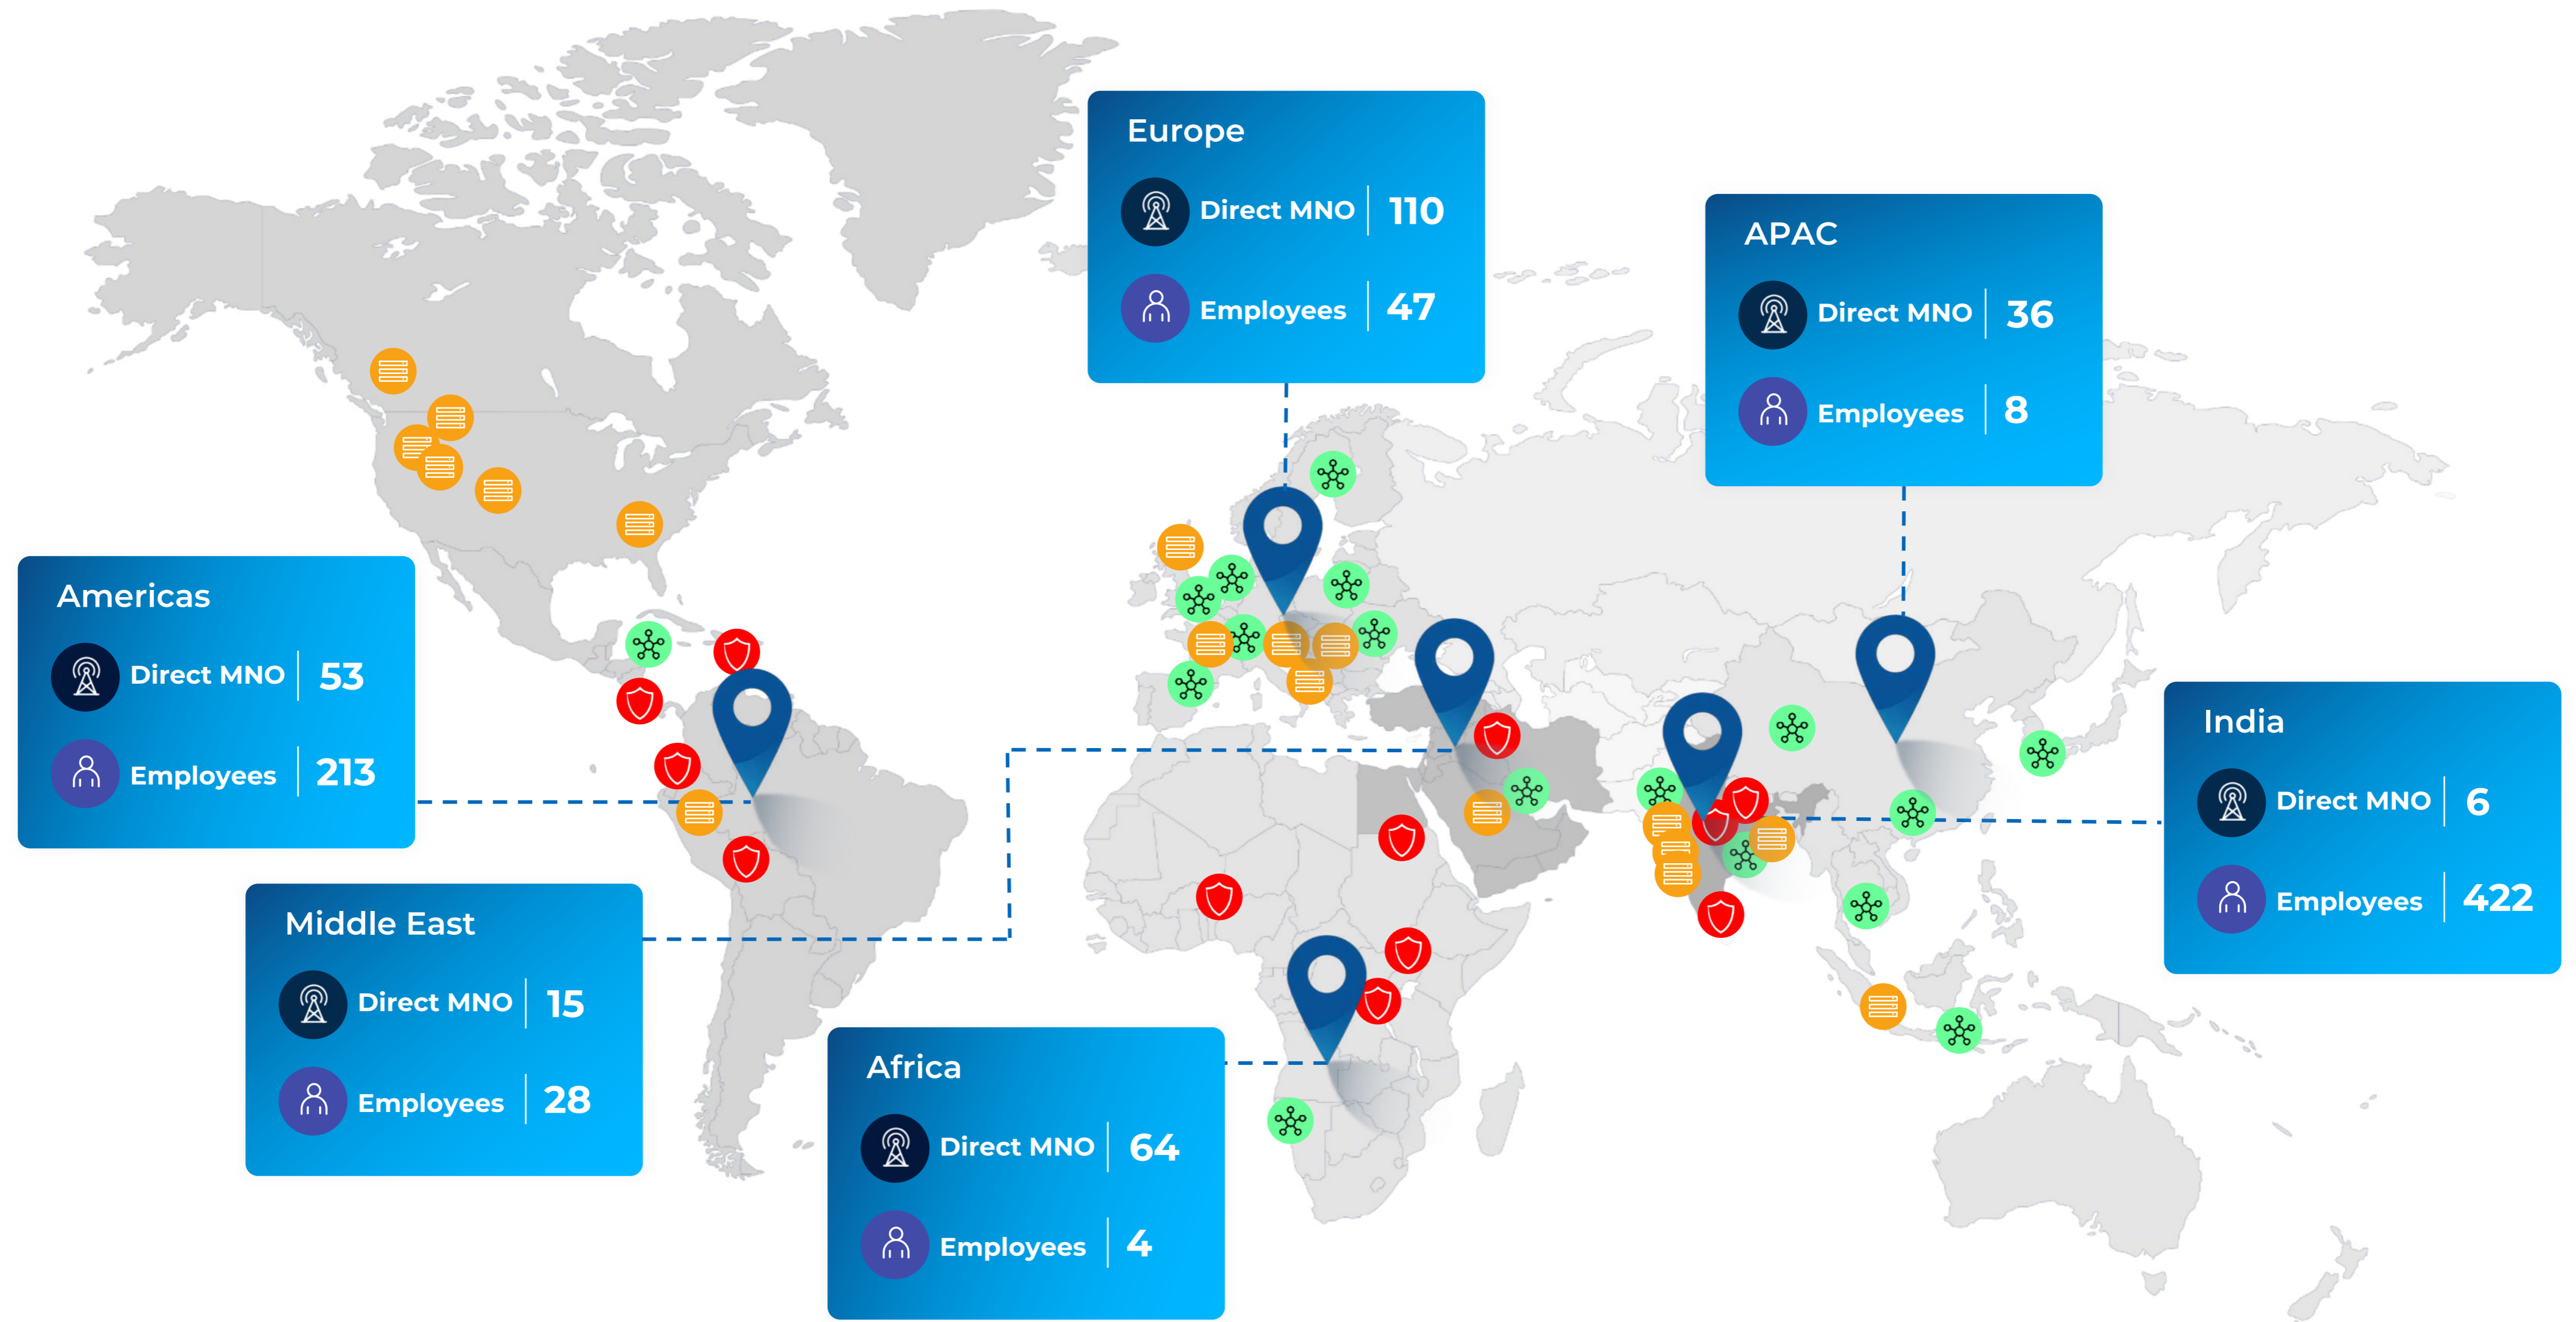 Europe
Direct MNO 110
Employees 47
APAC
Direct MNO 36
Employees 8
Americas
Direct MNO 53
Employees 213
India
Direct MNO 6
Employees 422
Middle East
Direct MNO 15
Employees 28
Africa
Direct MNO 64
Employees 4